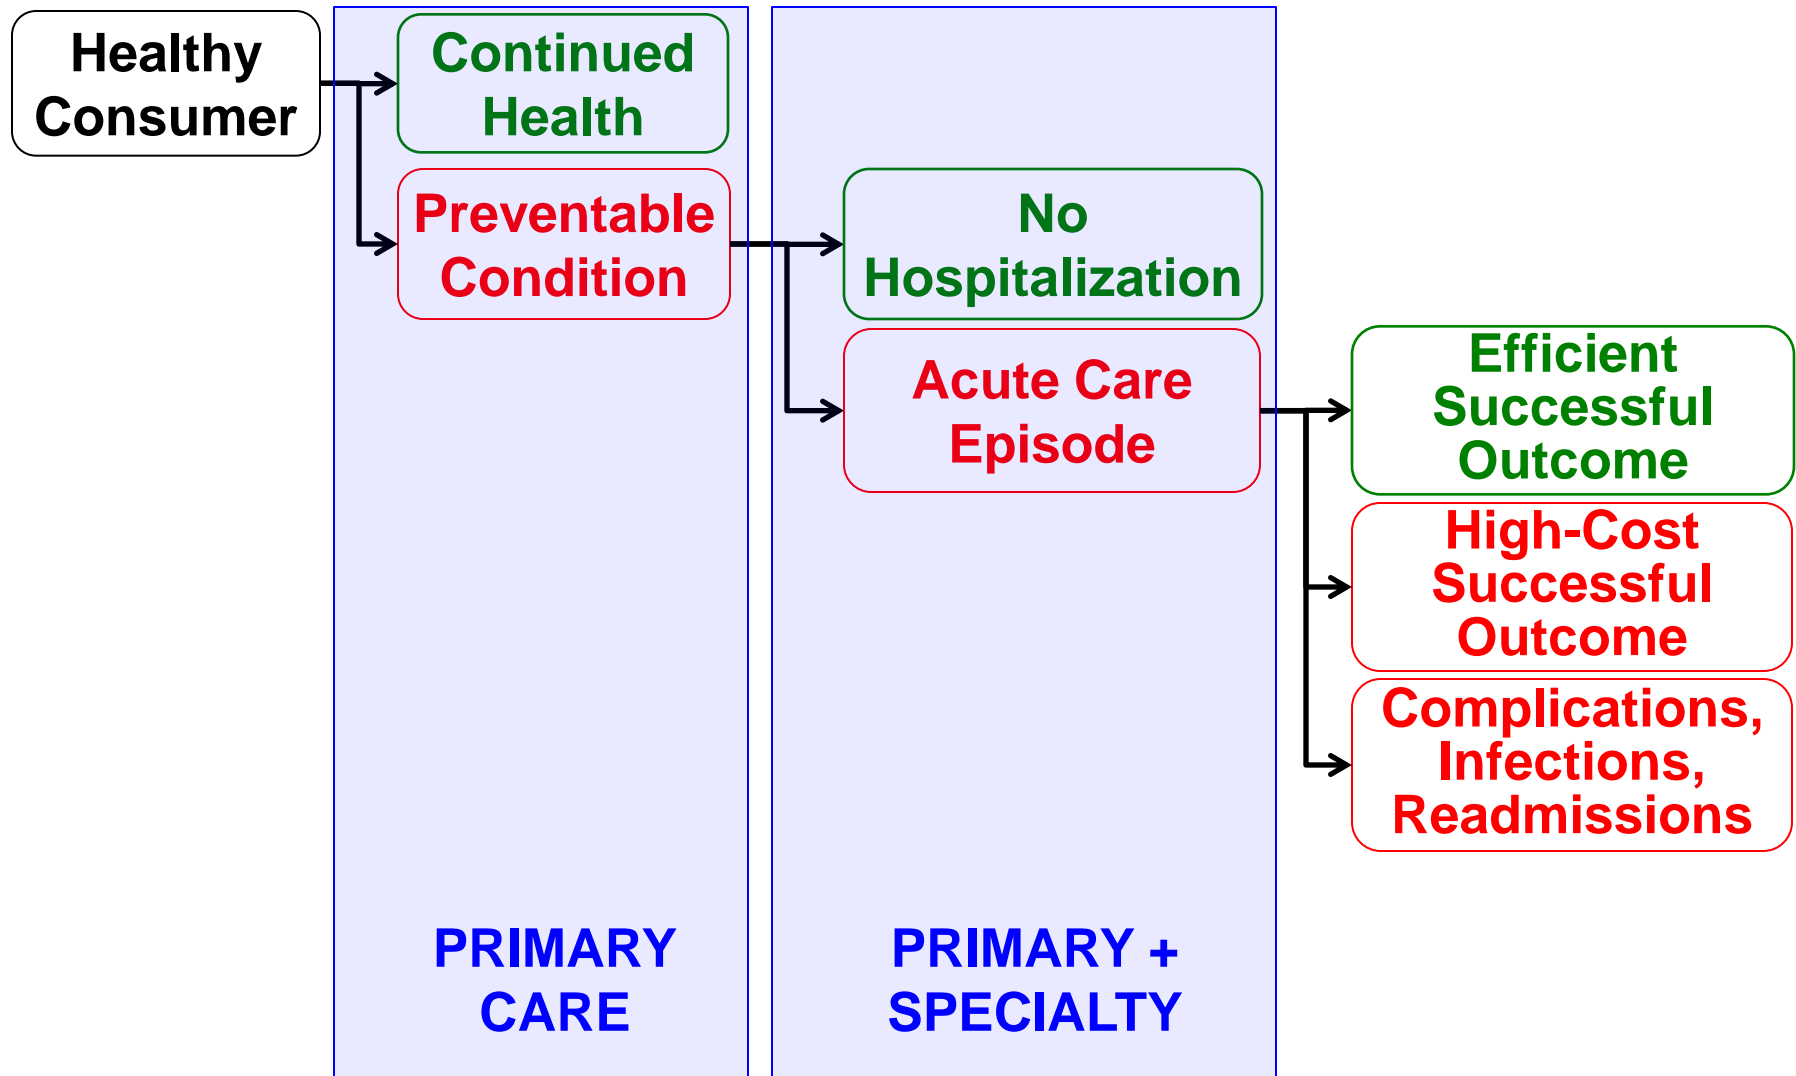 Healthy
Consumer
Continued
Health
Preventable
Condition
No
Hospitalization
Acute Care
Episode
Efficient
Successful
Outcome
High-Cost
Successful
Outcome
Complications,
Infections,
Readmissions
PRIMARY
CARE
PRIMARY +
SPECIALTY